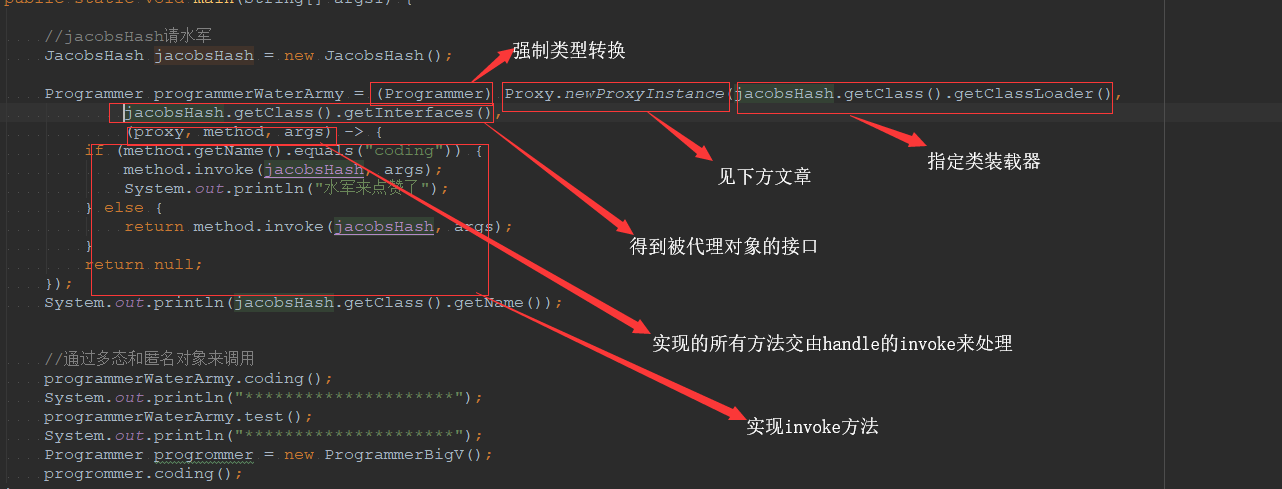 public static void main(String[] args1) {
//jacobsHash请水军
强制类型转换
JacobsHash jacobsHash = new JacobsHash();
Programmer programmerWaterArmy = (Programmer) Proxy.newProxyInstance(jacobsHash.getClass().getClassLoader(),
jacobsHash.getClass().getInterfaces(),
(proxy, method, args) -> {
if (method.getName().equals("coding")) {
指定类装载器
method.invoke(jacobsHash, args);
见下方文章
System.out.println("水军来点赞了");
} else {
return method.invoke(jacobsHash, args);
}
得到被代理对象的接口
return null;
});
System.out.println(jacobsHash.getClass().getName());
实现的所有方法交由handle的invoke来处理
//通过多态和匿名对象来调用
programmerWaterArmy.coding();
System.out.println("*********************");
programmerWaterArmy.test();
实现invoke方法
System.out.println("*********************");
Programmer progrommer = new ProgrammerBigV();
progrommer.coding();